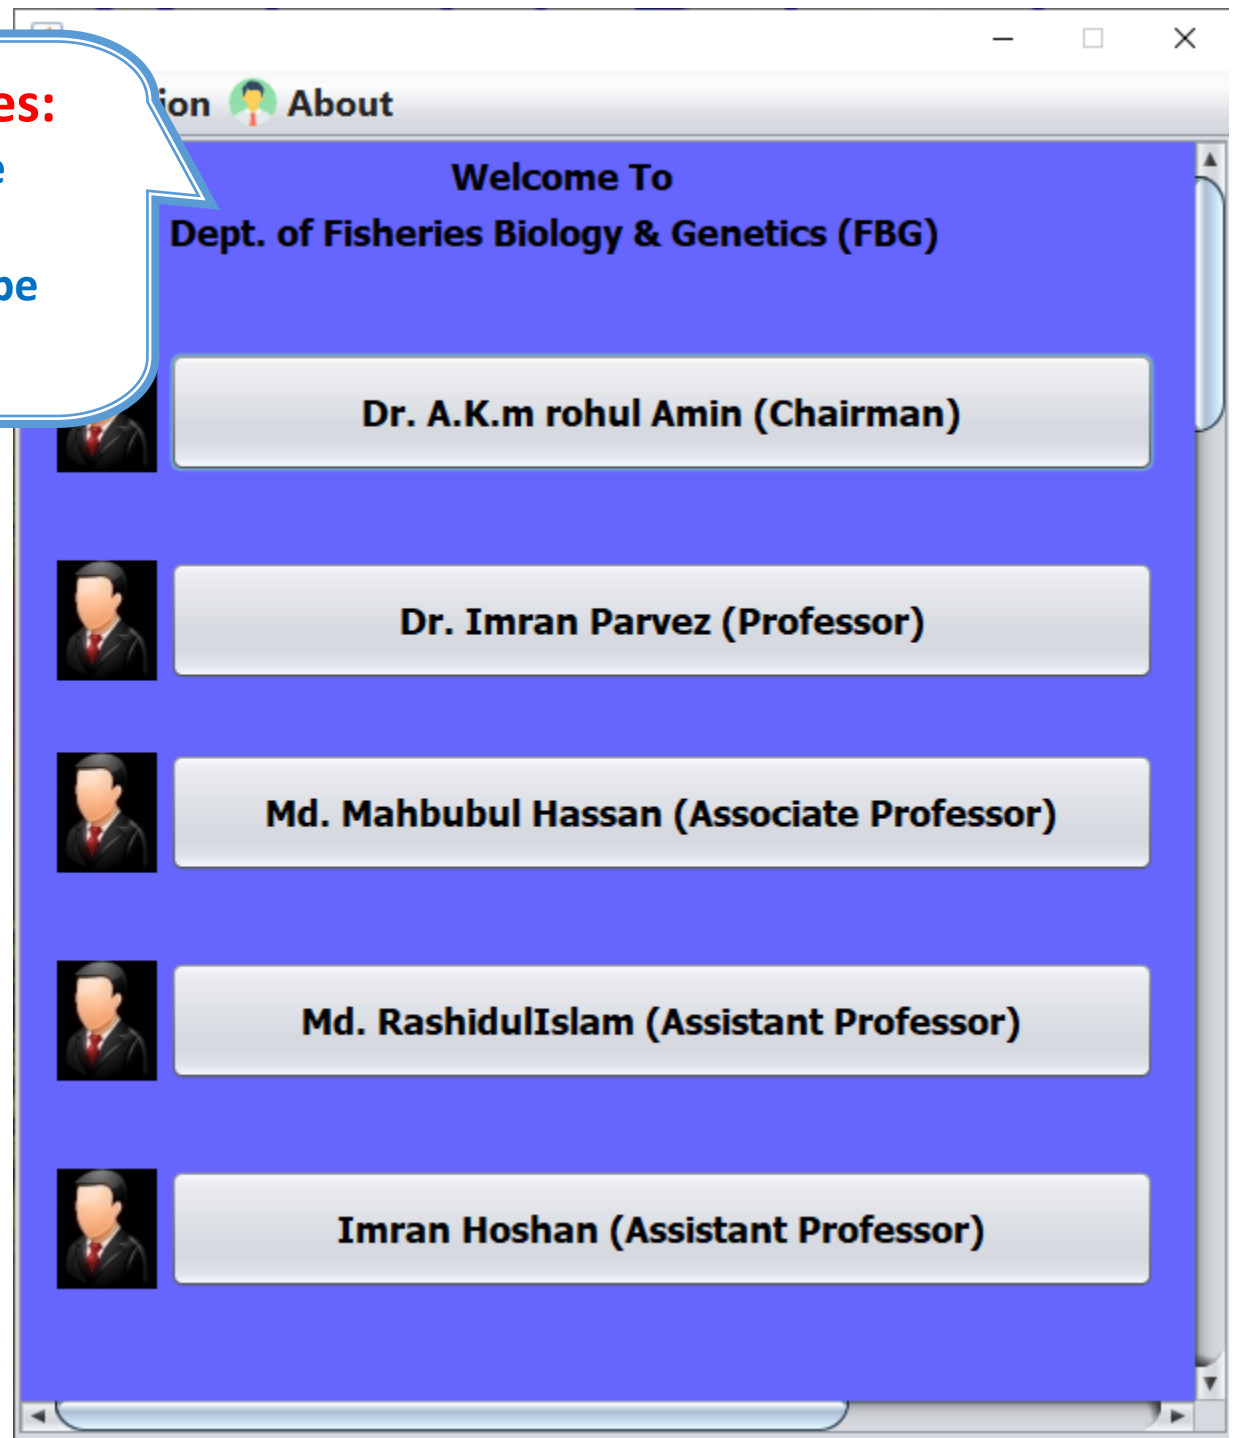 es:
ion About
e
Welcome To
Dept. of Fisheries Biology & Genetics (FBG)
be
Dr. A.K.m rohul Amin (Chairman)
Dr. Imran Parvez (Professor)
Md. Mahbubul Hassan (Associate Professor)
Md. RashidulIslam (Assistant Professor)
Imran Hoshan (Assistant Professor)